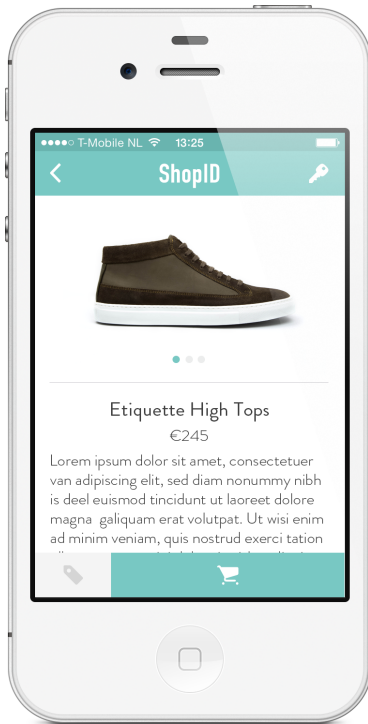 T-Mobile NL 13:25
ShopID
Etiquette High Tops
€245
Lorem ipsum dolor sit amet, consectetuer
van adipiscing elit, sed diam nonummy nibh
is deel euismod tincidunt ut laoreet dolore
magna  galiquam erat volutpat. Ut wisi enim
ad minim veniam, quis nostrud exerci tation